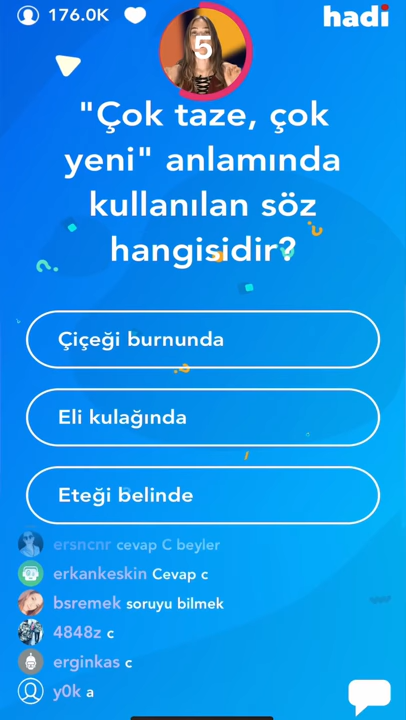 176.0K
5
hadi
"Çok taze, çok
yeni" anlamında
kullanılan söz
hangisidir?
Çiçeği burnunda
Eli kulağında
Eteği belinde
ersncnr cevap C beyler
erkankeskin Cevap c
bsremek soruyu bilmek
4848z c
erginkas c
y0k a